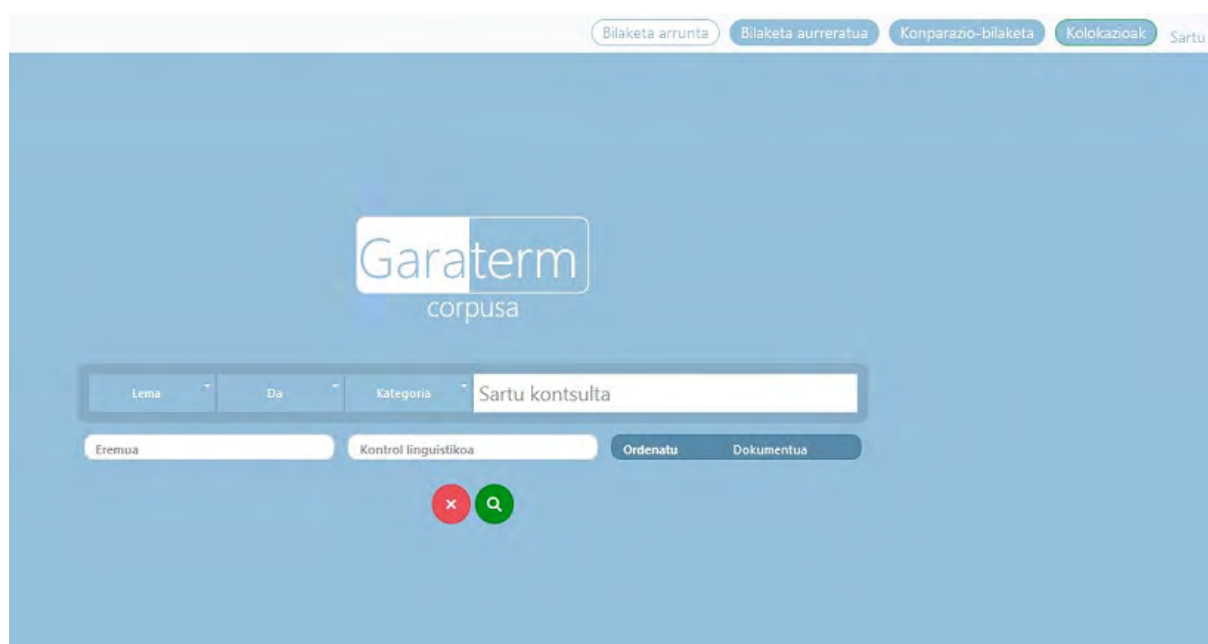 Bilaketa arrunta Bilaketa aurreratua Konparazio-bilaketa Kolokazioak Sartu
Garaterm
corpusa
Lema Da Kategoria Sartu kontsulta
Eremua Kontrol linguistikoa Ordenatu Dokumentua